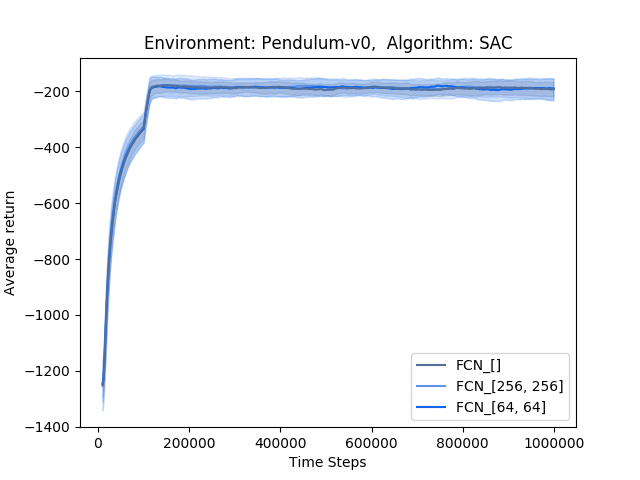 Environment: Pendulum-v0,  Algorithm: SAC
Average return
−200
−400
−600
−800
−1000
−1200
−1400
0
200000
400000
600000
800000
1000000
Time Steps
FCN_[]
FCN_[256, 256]
FCN_[64, 64]